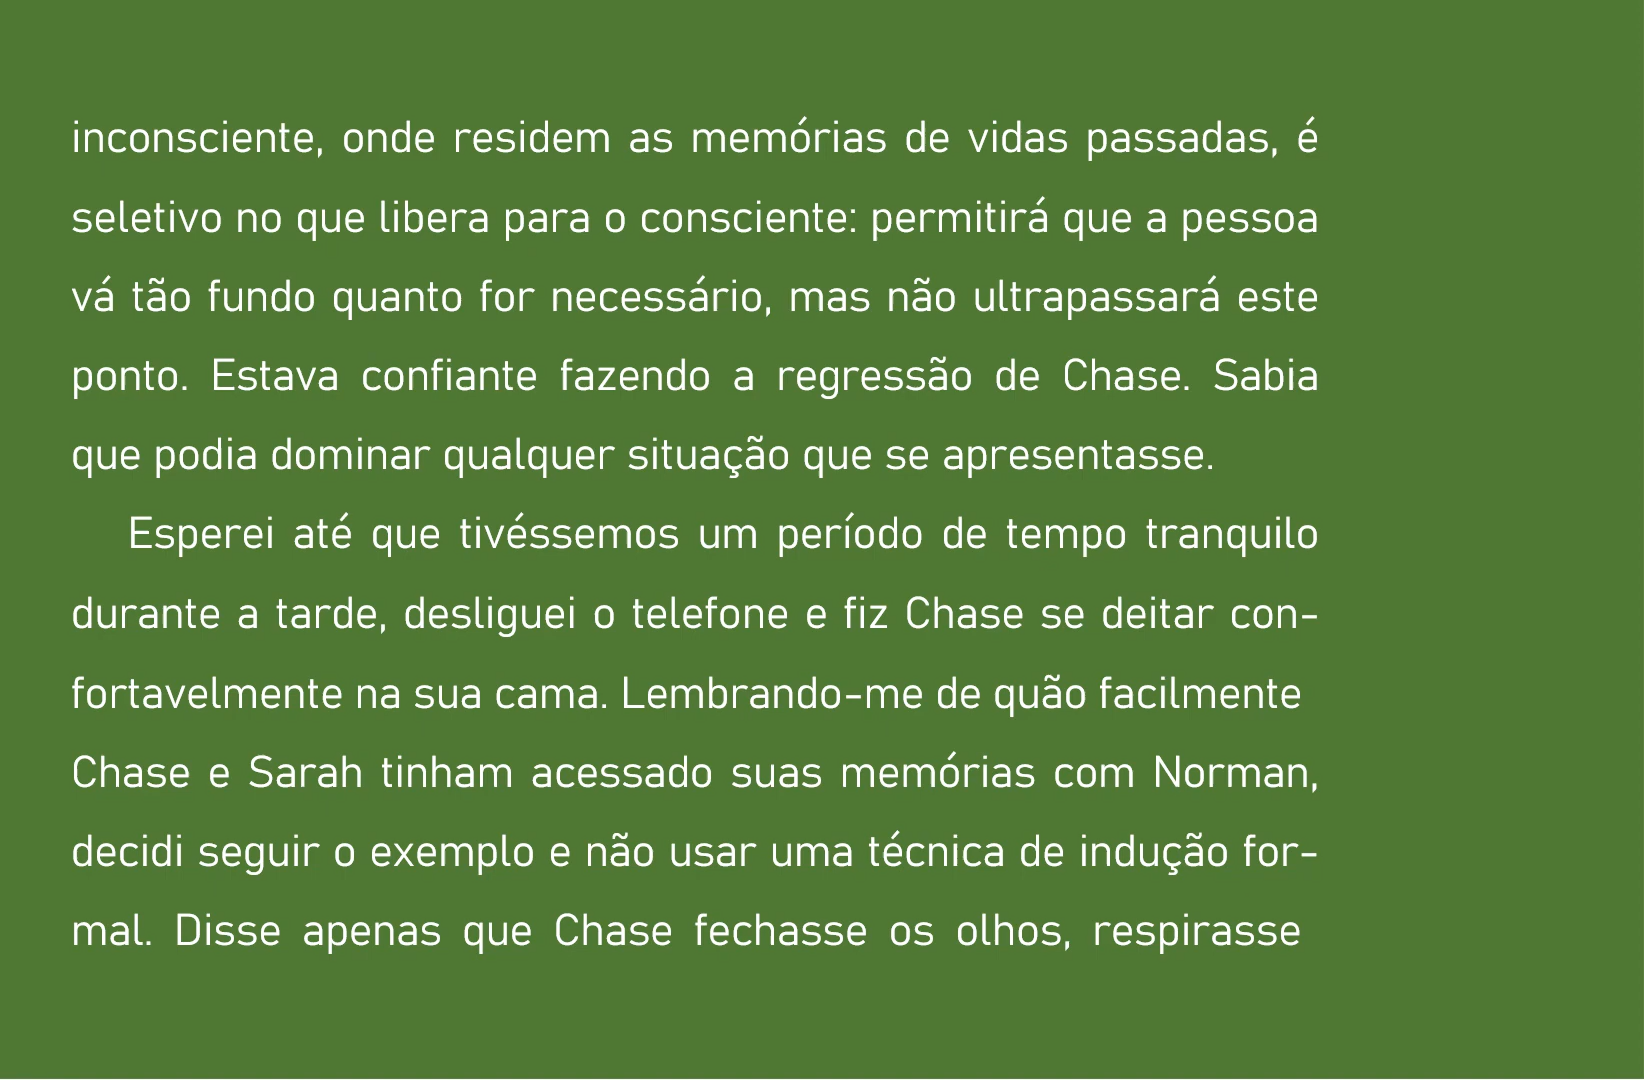 inconsciente, onde residem as memórias de vidas passadas, é
seletivo no que libera para o consciente: permitirá que a pessoa
vá tão fundo quanto for necessário, mas não ultrapassará este
ponto. Estava confiante fazendo a regressão de Chase. Sabia
que podia dominar qualquer situação que se apresentasse.
Esperei até que tivéssemos um período de tempo tranquilo
durante a tarde, desliguei o telefone e fiz Chase se deitar con-
fortavelmente na sua cama. Lembrando-me de quão facilmente
Chase e Sarah tinham acessado suas memórias com Norman,
decidi seguir o exemplo e não usar uma técnica de indução for-
mal. Disse apenas que Chase fechasse os olhos, respirasse